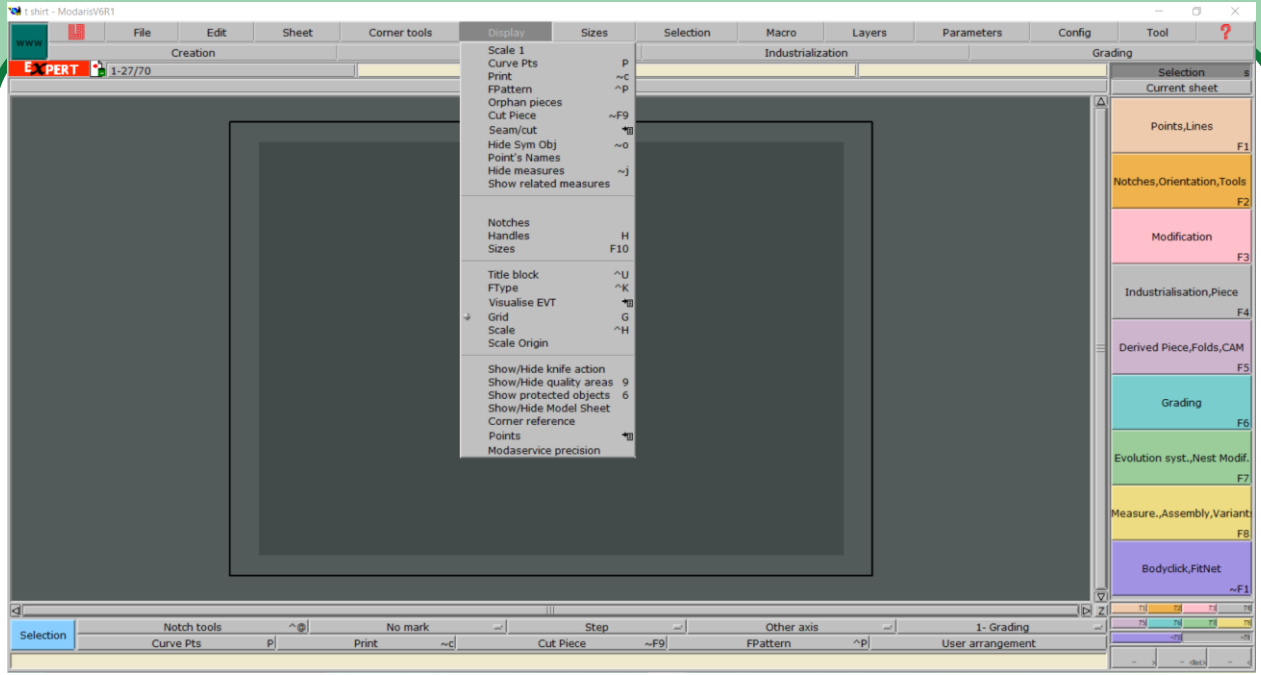 t shirt - ModarisV6R1
www File Edit Sheet Corner tools Display Sizes Selection Macro Layers Parameters Config Tool ?
Creation Industrialization Grading
EXPERT 1-27/70
Selection s
Current sheet
Scale 1
Curve Pts P
Print ~c
FPattern ^P
Orphan pieces
Cut Piece ~F9
Seam/cut
Hide Sym Obj ~o
Point's Names
Hide measures ~j
Show related measures
Notches
Handles H
Sizes F10
Title block ^U
FType ^K
Visualise EVT
Grid G
Scale ^H
Scale Origin
Show/Hide knife action
Show/Hide quality areas 9
Show protected objects 6
Show/Hide Model Sheet
Corner reference
Points
Modaservice precision
Points,Lines
F1
Notches,Orientation,Tools
F2
Modification
F3
Industrialisation,Piece
F4
Derived Piece,Folds,CAM
F5
Grading
F6
Evolution syst.,Nest Modif.
F7
Measure.,Assembly,Variant
F8
Bodyclick,FitNet
~F1
Z
Selection
Notch tools ^@ No mark Step Other axis 1- Grading
Curve Pts P Print ~c Cut Piece ~F9 FPattern ^P User arrangement